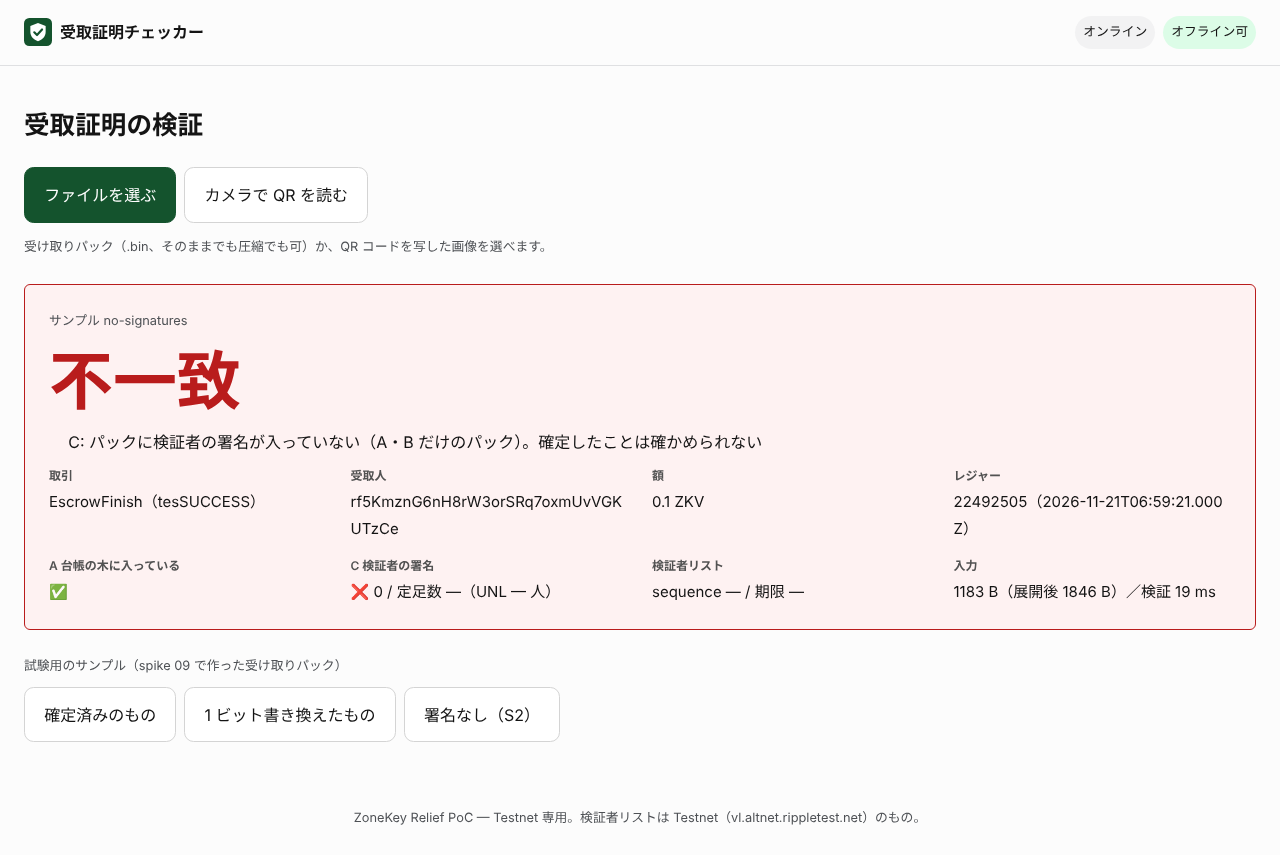 受取証明チェッカー
オンライン
オフライン可
受取証明の検証
ファイルを選ぶ
カメラで QR を読む
受け取りパック（.bin、そのままでも圧縮でも可）か、QR コードを写した画像を選べます。
サンプル no-signatures
不一致
C: パックに検証者の署名が入っていない（A・B だけのパック）。確定したことは確かめられない
取引
EscrowFinish（tesSUCCESS）
受取人
rf5KmznG6nH8rW3orSRq7oxmUvVGK
UTzCe
額
0.1 ZKV
レジャー
22492505（2026-11-21T06:59:21.000
Z）
A 台帳の木に入っている
✅
C 検証者の署名
❌ 0 / 定足数 —（UNL — 人）
検証者リスト
sequence — / 期限 —
入力
1183 B（展開後 1846 B）／検証 19 ms
試験用のサンプル（spike 09 で作った受け取りパック）
確定済みのもの
1 ビット書き換えたもの
署名なし（S2）
ZoneKey Relief PoC — Testnet 専用。検証者リストは Testnet（vl.altnet.rippletest.net）のもの。